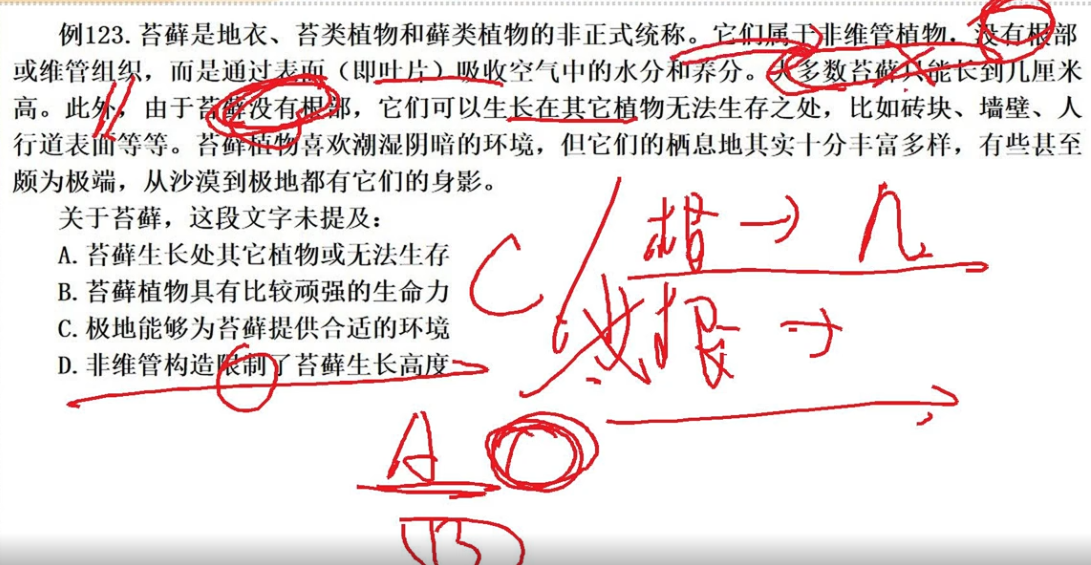 例123. 苔藓是地衣、苔类植物和藓类植物的非正式统称。它们属于非维管植物，没有根部
或维管组织，而是通过表面（即叶片）吸收空气中的水分和养分。大多数苔藓只能长到几厘米
高。此外，由于苔藓没有根部，它们可以生长在其它植物无法生存之处，比如砖块、墙壁、人
行道表面等等。苔藓植物喜欢潮湿阴暗的环境，但它们的栖息地其实十分丰富多样，有些甚至
颇为极端，从沙漠到极地都有它们的身影。
关于苔藓，这段文字未提及：
A. 苔藓生长处其它植物或无法生存
B. 苔藓植物具有比较顽强的生命力
C. 极地能够为苔藓提供合适的环境
D. 非维管构造限制了苔藓生长高度
C
A
B